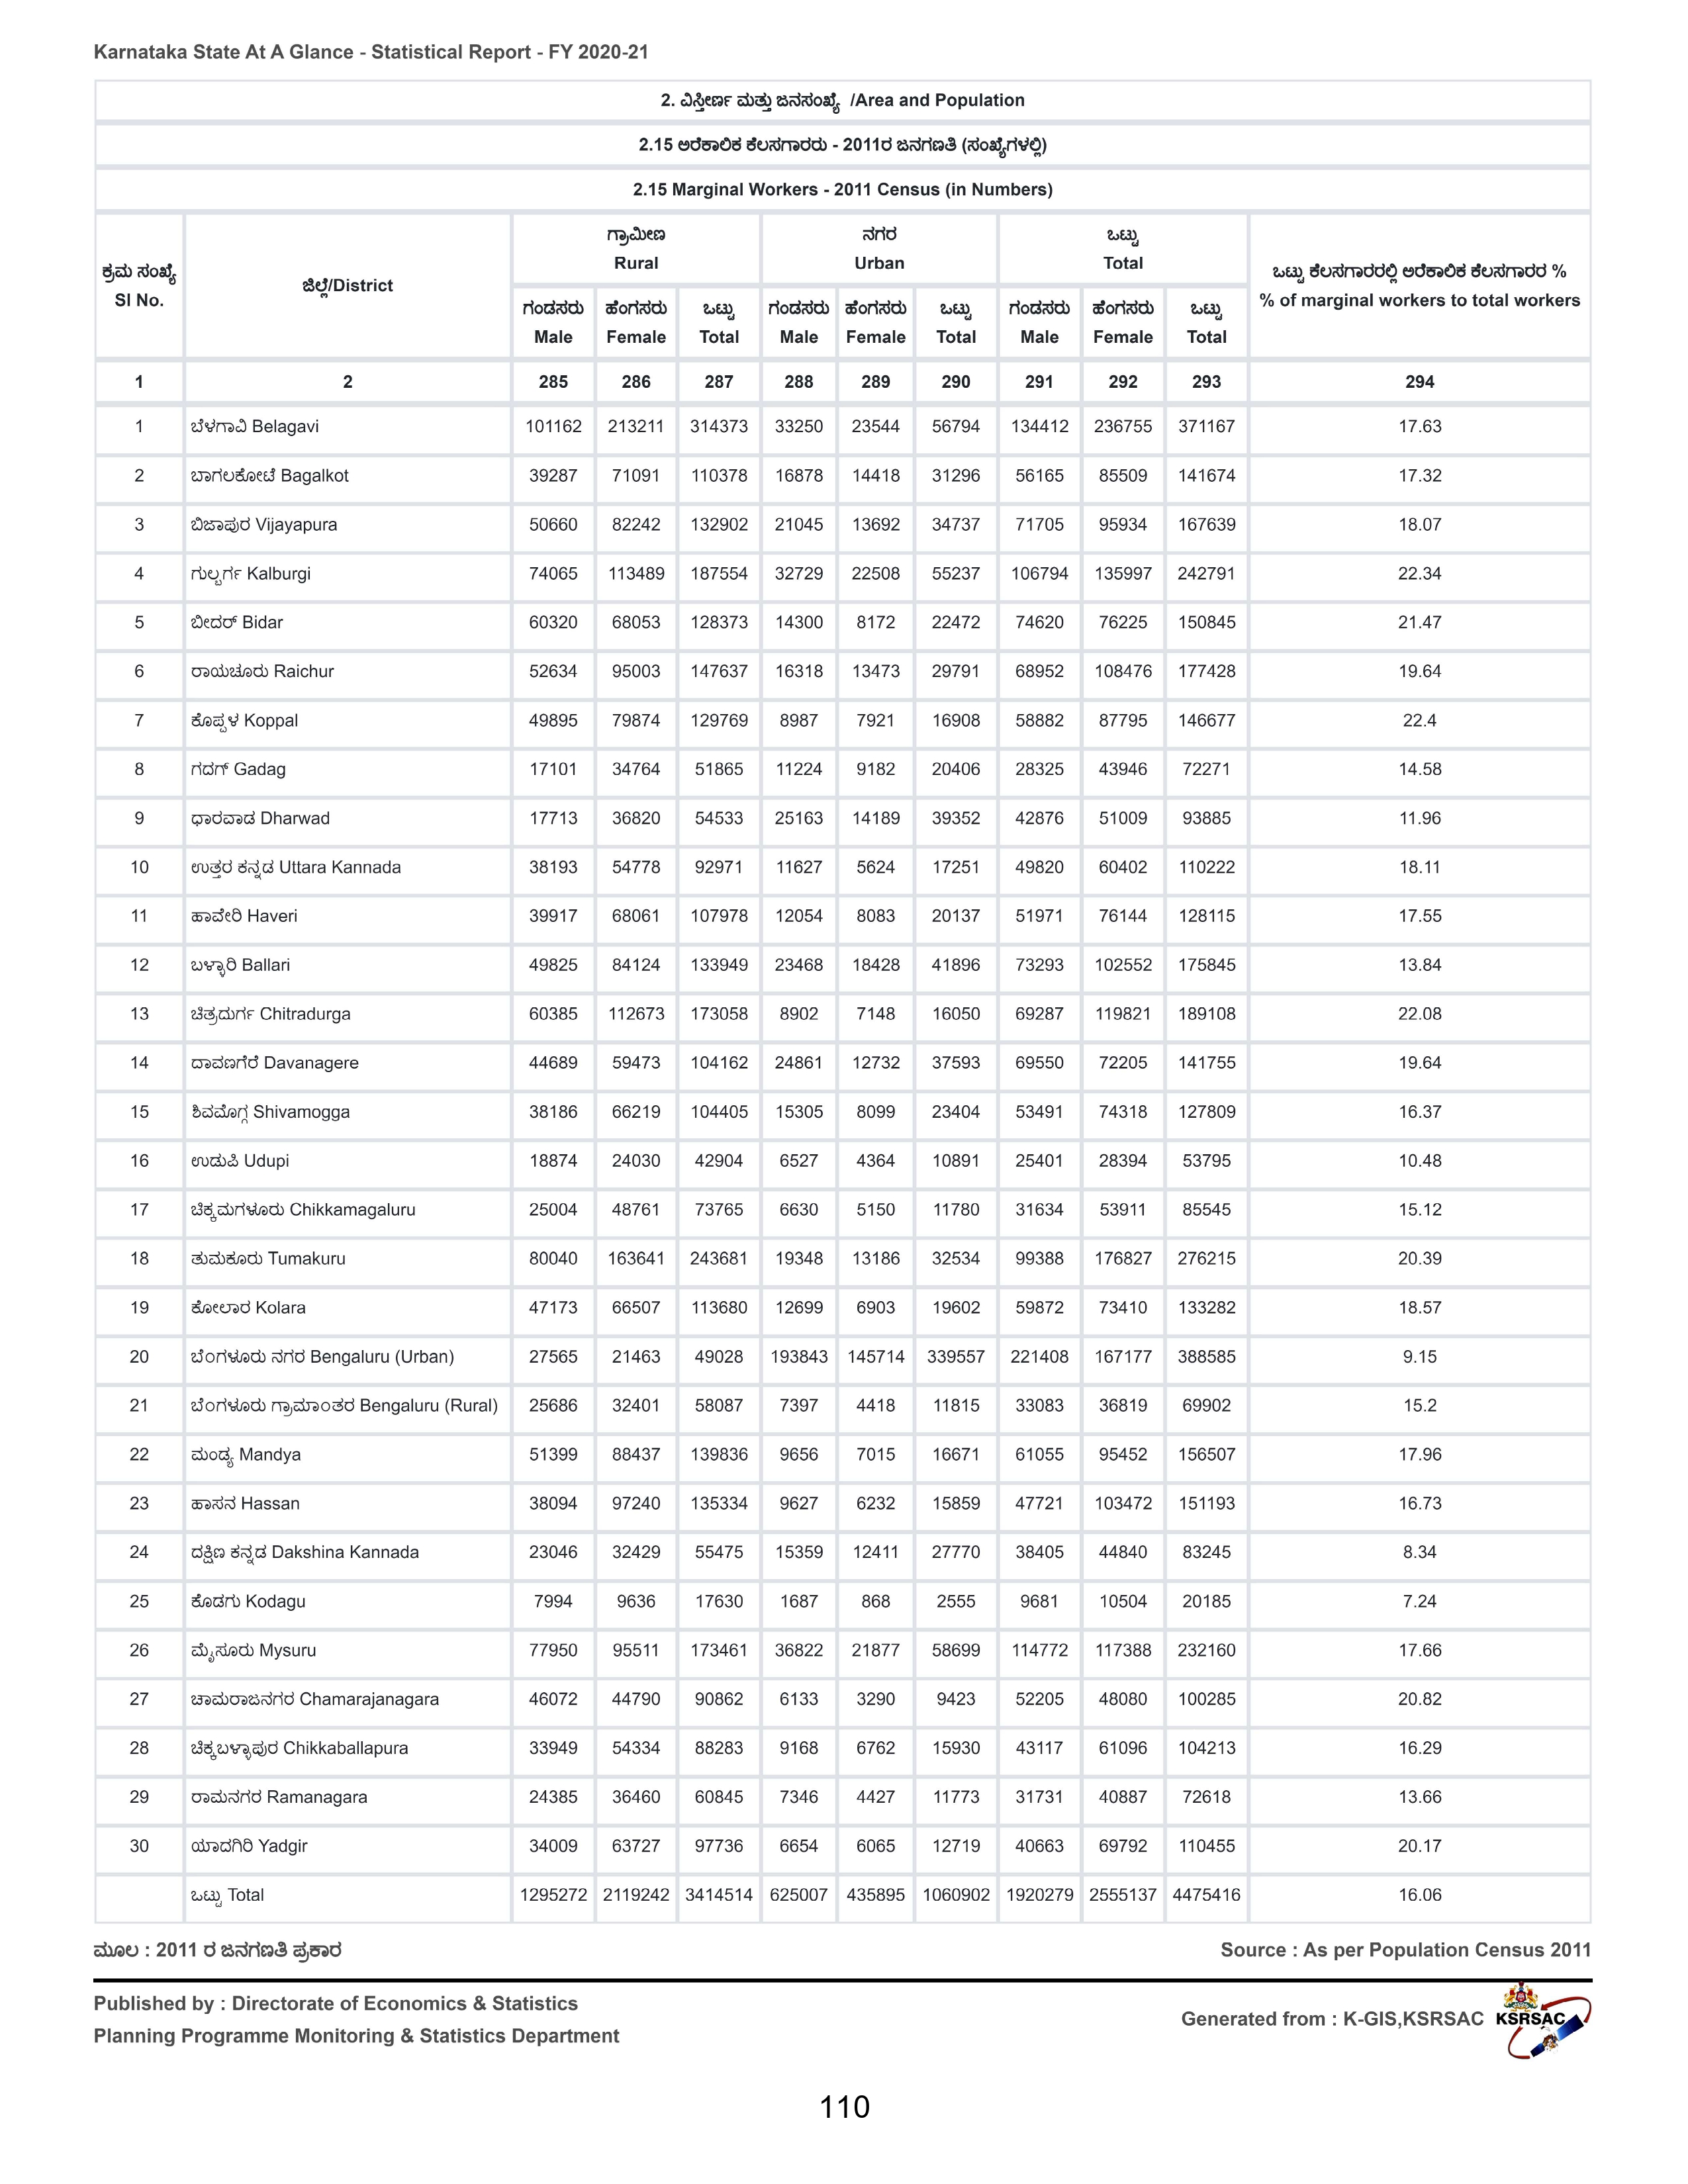 Karnataka State At A Glance - Statistical Report - FY 2020-21
2. ವಿಸ್ತೀರ್ಣ ಮತ್ತು ಜನಸಂಖ್ಯೆ /Area and Population
2.15 ಅರೆಕಾಲಿಕ ಕೆಲಸಗಾರರು - 2011ರ ಜನಗಣತಿ (ಸಂಖ್ಯೆಗಳಲ್ಲಿ)
2.15 Marginal Workers - 2011 Census (in Numbers)
ಕ್ರಮ ಸಂಖ್ಯೆ SI No. ಜಿಲ್ಲೆ/District ಗ್ರಾಮೀಣ Rural ನಗರ Urban ಒಟ್ಟು Total ಒಟ್ಟು ಕೆಲಸಗಾರರಲ್ಲಿ ಅರೆಕಾಲಿಕ ಕೆಲಸಗಾರರ % % of marginal workers to total workers
ಗಂಡಸರು ಹೆಂಗಸರು ಒಟ್ಟು ಗಂಡಸರು ಹೆಂಗಸರು ಒಟ್ಟು ಗಂಡಸರು ಹೆಂಗಸರು ಒಟ್ಟು
Male Female Total Male Female Total Male Female Total
1 2 285 286 287 288 289 290 291 292 293 294
1 ಬೆಳಗಾವಿ Belagavi 101162 213211 314373 33250 23544 56794 134412 236755 371167 17.63
2 ಬಾಗಲಕೋಟೆ Bagalkot 39287 71091 110378 16878 14418 31296 56165 85509 141674 17.32
3 ಬಿಜಾಪುರ Vijayapura 50660 82242 132902 21045 13692 34737 71705 95934 167639 18.07
4 ಗುಲ್ಬರ್ಗ Kalburgi 74065 113489 187554 32729 22508 55237 106794 135997 242791 22.34
5 ಬೀದರ್ Bidar 60320 68053 128373 14300 8172 22472 74620 76225 150845 21.47
6 ರಾಯಚೂರು Raichur 52634 95003 147637 16318 13473 29791 68952 108476 177428 19.64
7 ಕೊಪ್ಪಳ Koppal 49895 79874 129769 8987 7921 16908 58882 87795 146677 22.4
8 ಗದಗ್ Gadag 17101 34764 51865 11224 9182 20406 28325 43946 72271 14.58
9 ಧಾರವಾಡ Dharwad 17713 36820 54533 25163 14189 39352 42876 51009 93885 11.96
10 ಉತ್ತರ ಕನ್ನಡ Uttara Kannada 38193 54778 92971 11627 5624 17251 49820 60402 110222 18.11
11 ಹಾವೇರಿ Haveri 39917 68061 107978 12054 8083 20137 51971 76144 128115 17.55
12 ಬಳ್ಳಾರಿ Ballari 49825 84124 133949 23468 18428 41896 73293 102552 175845 13.84
13 ಚಿತ್ರದುರ್ಗ Chitradurga 60385 112673 173058 8902 7148 16050 69287 119821 189108 22.08
14 ದಾವಣಗೆರೆ Davanagere 44689 59473 104162 24861 12732 37593 69550 72205 141755 19.64
15 ಶಿವಮೊಗ್ಗ Shivamogga 38186 66219 104405 15305 8099 23404 53491 74318 127809 16.37
16 ಉಡುಪಿ Udupi 18874 24030 42904 6527 4364 10891 25401 28394 53795 10.48
17 ಚಿಕ್ಕಮಗಳೂರು Chikkamagaluru 25004 48761 73765 6630 5150 11780 31634 53911 85545 15.12
18 ತುಮಕೂರು Tumakuru 80040 163641 243681 19348 13186 32534 99388 176827 276215 20.39
19 ಕೋಲಾರ Kolara 47173 66507 113680 12699 6903 19602 59872 73410 133282 18.57
20 ಬೆಂಗಳೂರು ನಗರ Bengaluru (Urban) 27565 21463 49028 193843 145714 339557 221408 167177 388585 9.15
21 ಬೆಂಗಳೂರು ಗ್ರಾಮಾಂತರ Bengaluru (Rural) 25686 32401 58087 7397 4418 11815 33083 36819 69902 15.2
22 ಮಂಡ್ಯ Mandya 51399 88437 139836 9656 7015 16671 61055 95452 156507 17.96
23 ಹಾಸನ Hassan 38094 97240 135334 9627 6232 15859 47721 103472 151193 16.73
24 ದಕ್ಷಿಣ ಕನ್ನಡ Dakshina Kannada 23046 32429 55475 15359 12411 27770 38405 44840 83245 8.34
25 ಕೊಡಗು Kodagu 7994 9636 17630 1687 868 2555 9681 10504 20185 7.24
26 ಮೈಸೂರು Mysuru 77950 95511 173461 36822 21877 58699 114772 117388 232160 17.66
27 ಚಾಮರಾಜನಗರ Chamarajanagara 46072 44790 90862 6133 3290 9423 52205 48080 100285 20.82
28 ಚಿಕ್ಕಬಳ್ಳಾಪುರ Chikkaballapura 33949 54334 88283 9168 6762 15930 43117 61096 104213 16.29
29 ರಾಮನಗರ Ramanagara 24385 36460 60845 7346 4427 11773 31731 40887 72618 13.66
30 ಯಾದಗಿರಿ Yadgir 34009 63727 97736 6654 6065 12719 40663 69792 110455 20.17
ಒಟ್ಟು Total 1295272 2119242 3414514 625007 435895 1060902 1920279 2555137 4475416 16.06
ಮೂಲ : 2011 ರ ಜನಗಣತಿ ಪ್ರಕಾರ Source : As per Population Census 2011
Published by : Directorate of Economics & Statistics
Planning Programme Monitoring & Statistics Department
Generated from : K-GIS,KSRSAC KSRSAC
110